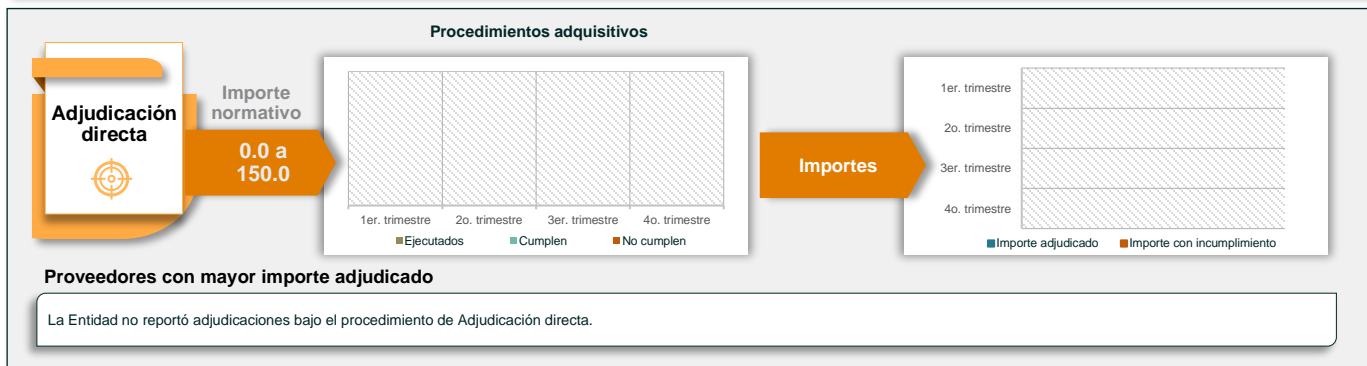 Procedimientos adquisitivos
Adjudicación
directa
Importe
normativo
0.0 a
150.0
1er. trimestre
2o. trimestre
3er. trimestre
4o. trimestre
Ejecutados
Cumplen
No cumplen
Importes
1er. trimestre
2o. trimestre
3er. trimestre
4o. trimestre
Importe adjudicado
Importe con incumplimiento
Proveedores con mayor importe adjudicado
La Entidad no reportó adjudicaciones bajo el procedimiento de Adjudicación directa.